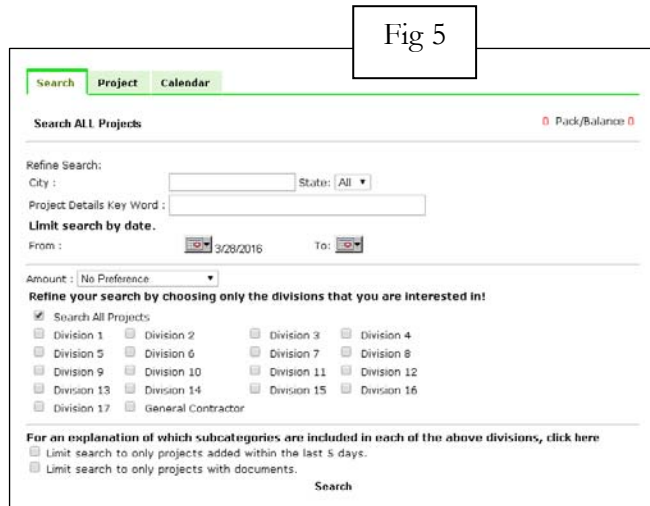 Fig 5
Search Project Calendar
Search ALL Projects 0 Pack/Balance 0
Refine Search:
City : State: All
Project Details Key Word :
Limit search by date.
From : 3/28/2016 To:
Amount : No Preference
Refine your search by choosing only the divisions that you are interested in!
Search All Projects
Division 1 Division 2 Division 3 Division 4
Division 5 Division 6 Division 7 Division 8
Division 9 Division 10 Division 11 Division 12
Division 13 Division 14 Division 15 Division 16
Division 17 General Contractor
For an explanation of which subcategories are included in each of the above divisions, click here
Limit search to only projects added within the last 5 days.
Limit search to only projects with documents.
Search